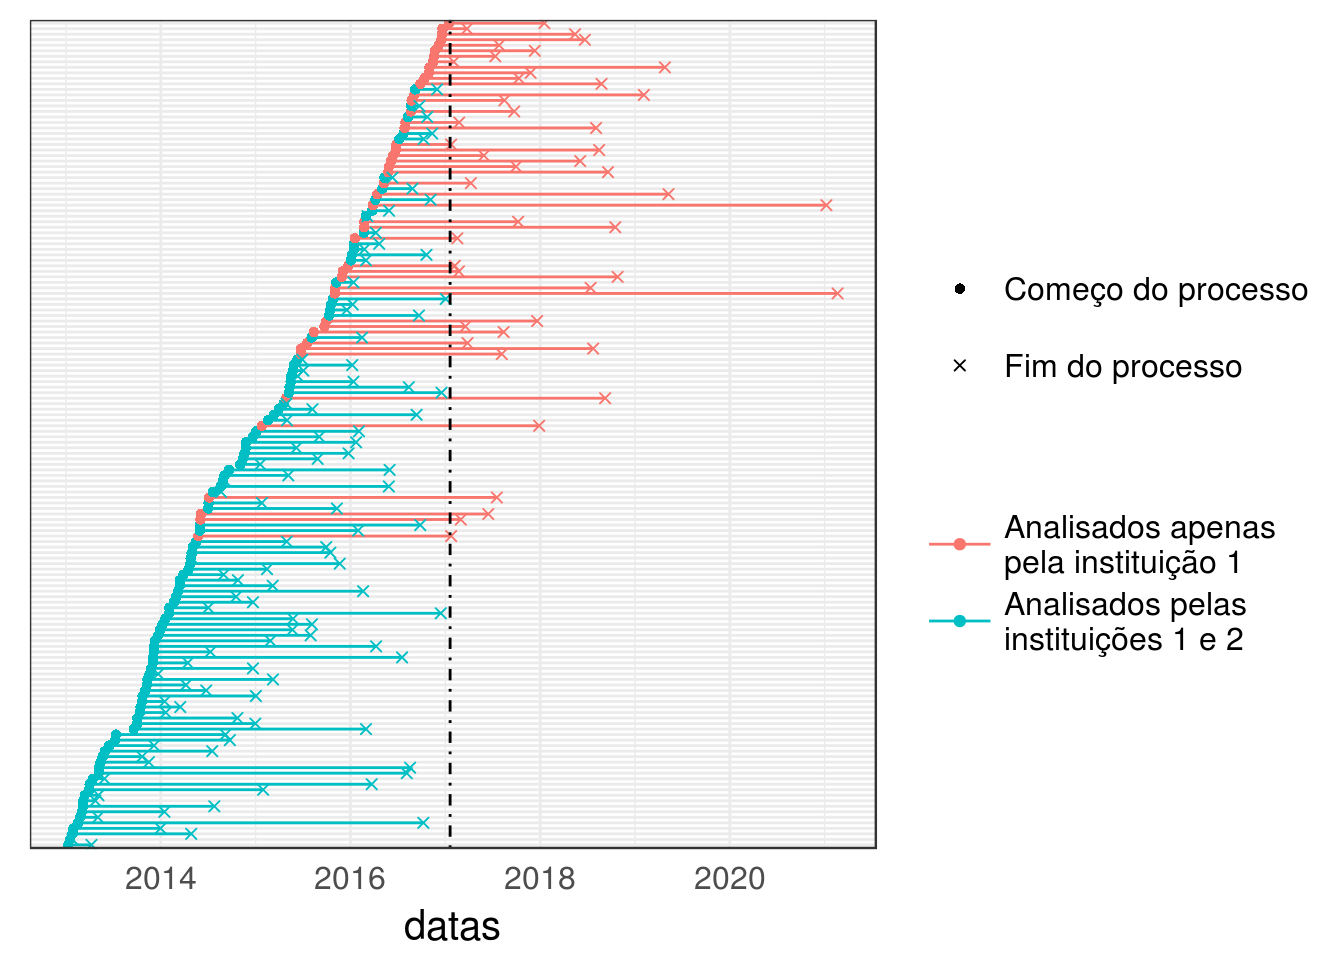 2014 2016 2018 2020
datas
Começo do processo
Fim do processo
Analisados apenas
pela instituição 1
Analisados pelas
instituições 1 e 2